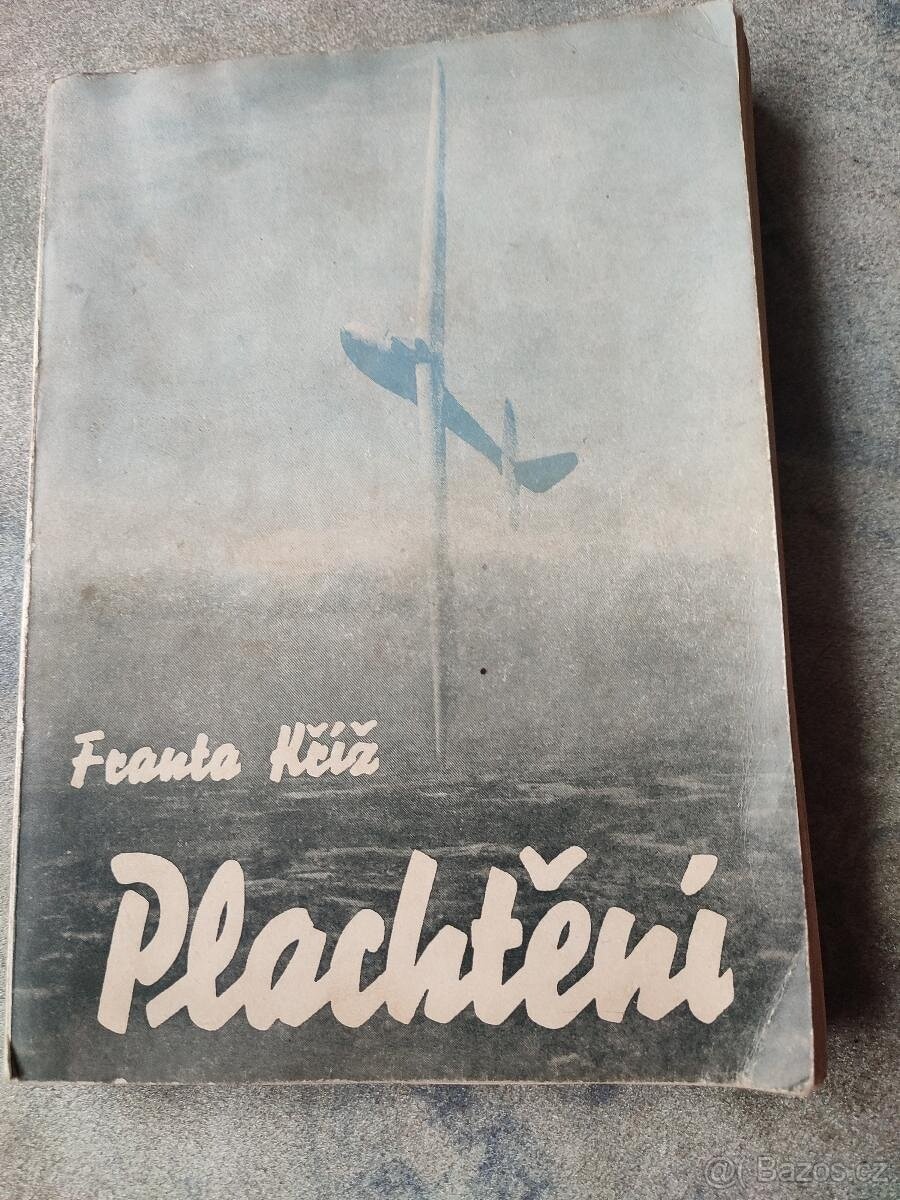 Franta Kříž
Plachtění
@ Bazos.cz